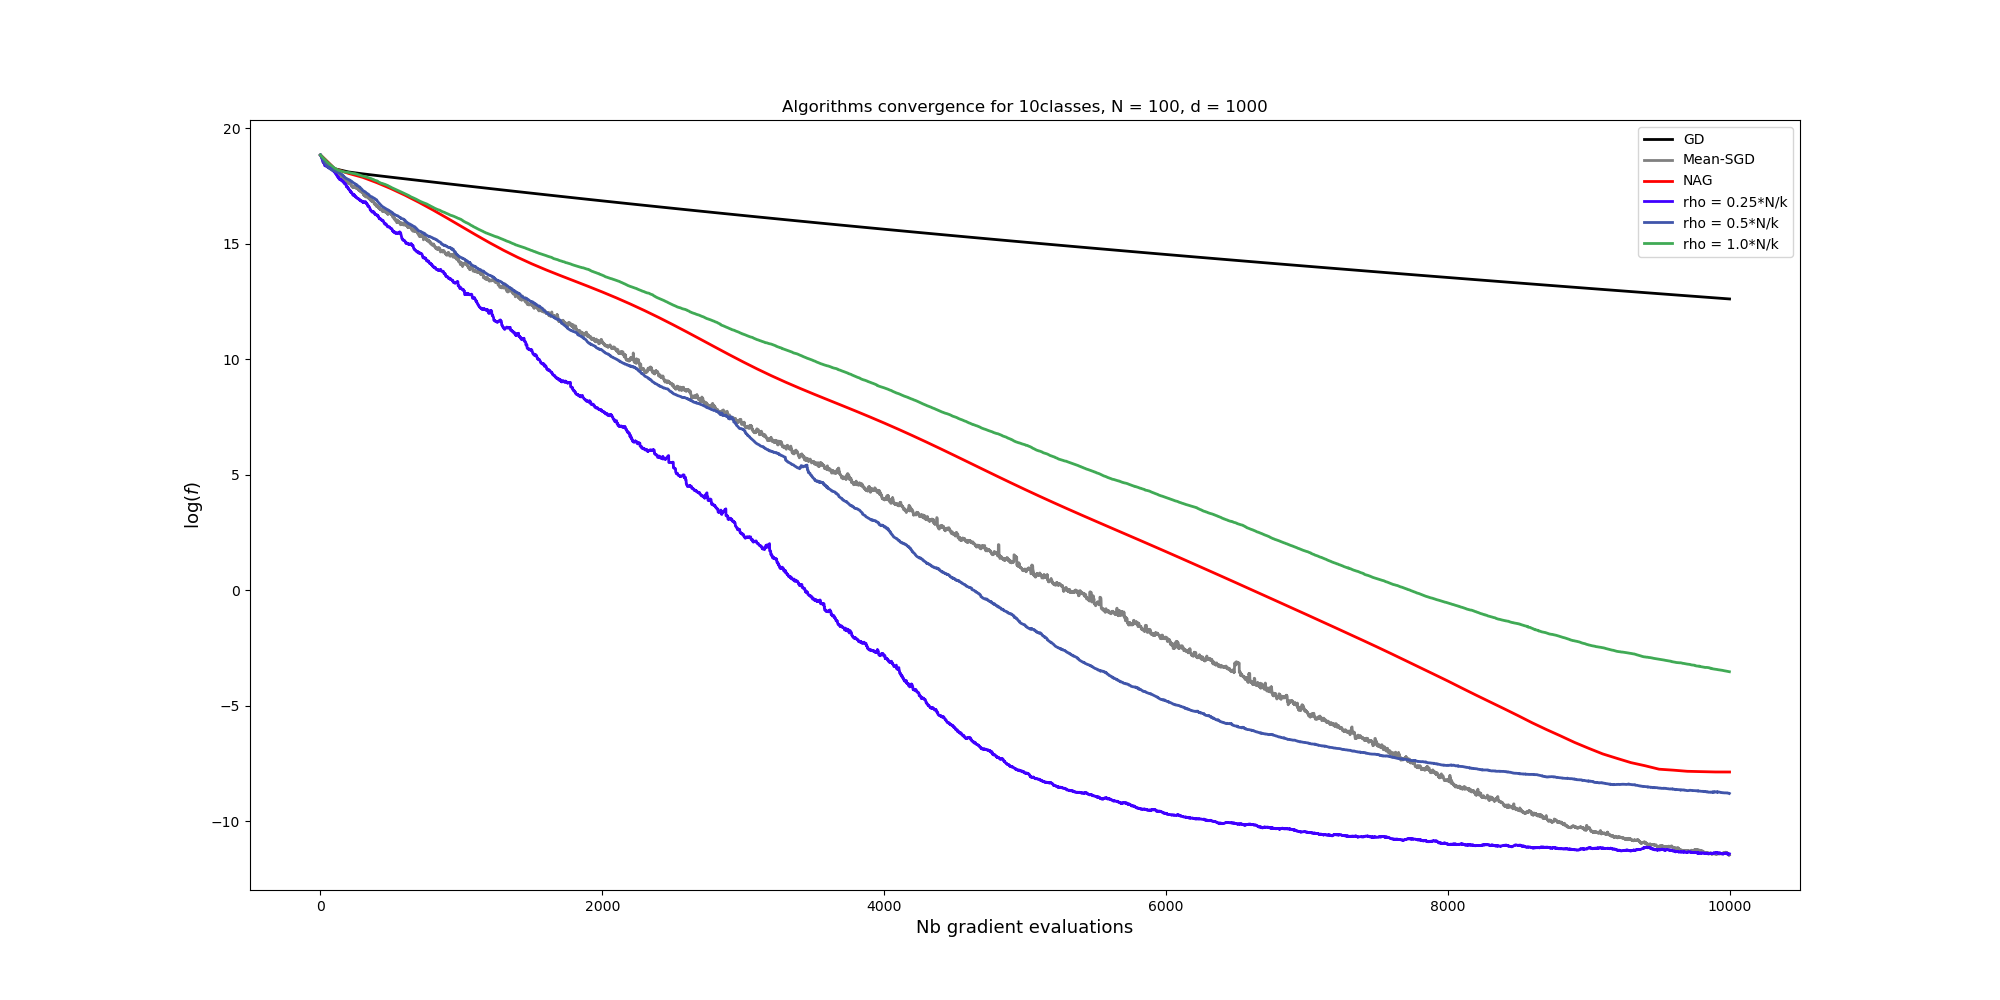 Algorithms convergence for 10classes, N = 100, d = 1000
GD
Mean-SGD
NAG
rho = 0.25*N/k
rho = 0.5*N/k
rho = 1.0*N/k
20
15
10
5
0
−5
−10
log(f)
0 2000 4000 6000 8000 10000
Nb gradient evaluations